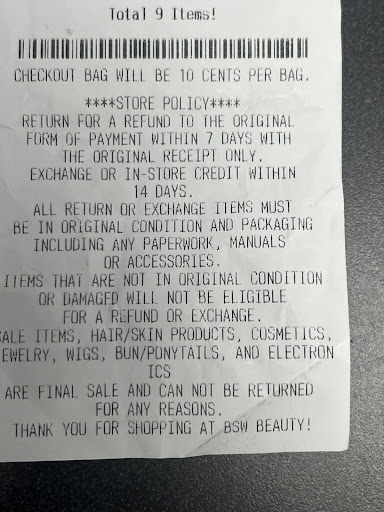 Total 9 Items!
CHECKOUT BAG WILL BE 10 CENTS PER BAG.
****STORE POLICY****
RETURN FOR A REFUND TO THE ORIGINAL
FORM OF PAYMENT WITHIN 7 DAYS WITH
THE ORIGINAL RECEIPT ONLY.
EXCHANGE OR IN-STORE CREDIT WITHIN
14 DAYS.
ALL RETURN OR EXCHANGE ITEMS MUST
BE IN ORIGINAL CONDITION AND PACKAGING
INCLUDING ANY PAPERWORK, MANUALS
OR ACCESSORIES.
ITEMS THAT ARE NOT IN ORIGINAL CONDITION
OR DAMAGED WILL NOT BE ELIGIBLE
FOR A REFUND OR EXCHANGE.
SALE ITEMS, HAIR/SKIN PRODUCTS, COSMETICS,
EWELRY, WIGS, BUN/PONYTAILS, AND ELECTRON
ICS
ARE FINAL SALE AND CAN NOT BE RETURNED
FOR ANY REASONS.
THANK YOU FOR SHOPPING AT BSW BEAUTY!